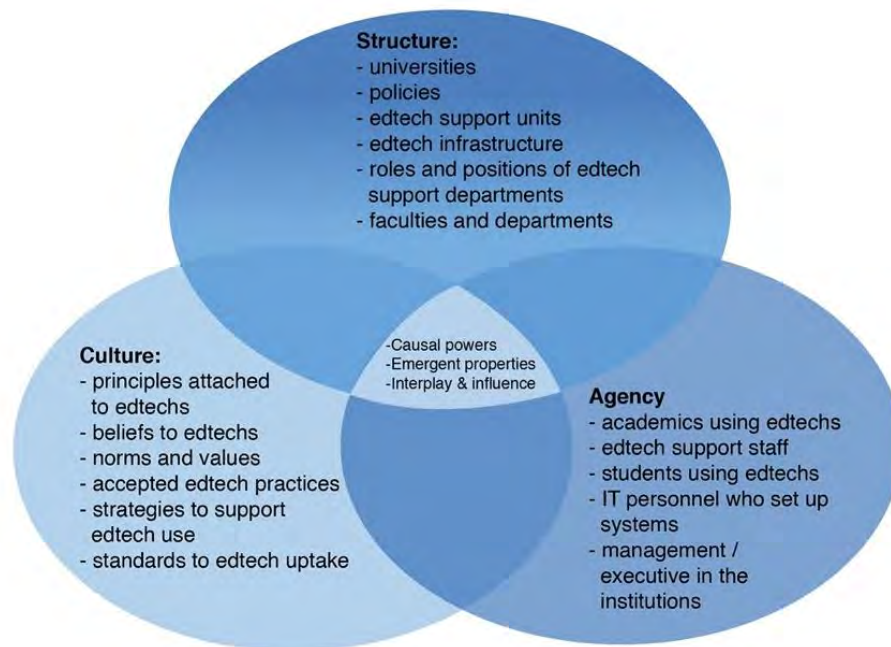 Structure:
- universities
- policies
- edtech support units
- edtech infrastructure
- roles and positions of edtech
support departments
- faculties and departments
-Causal powers
-Emergent properties
-Interplay & influence
Culture:
- principles attached
to edtechs
- beliefs to edtechs
- norms and values
- accepted edtech practices
- strategies to support
edtech use
- standards to edtech uptake
Agency
- academics using edtechs
- edtech support staff
- students using edtechs
- IT personnel who set up
systems
- management /
executive in the
institutions